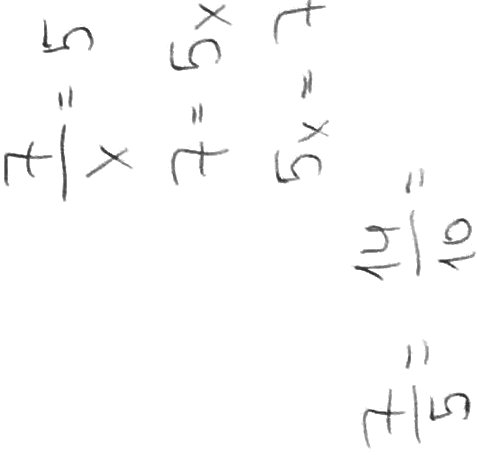 7/x = 5
7 = 5x
5x = 7
7/5 = 14/10 =